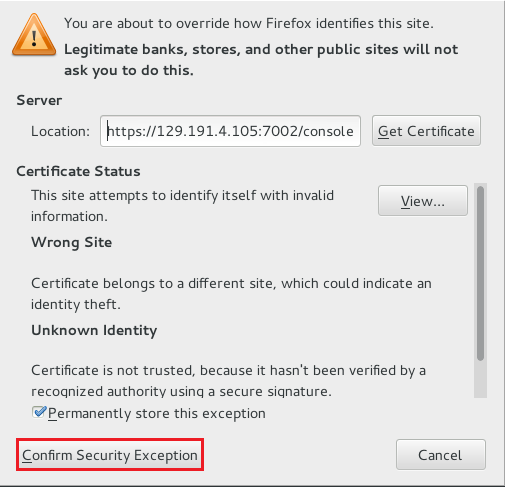 You are about to override how Firefox identifies this site.
Legitimate banks, stores, and other public sites will not
ask you to do this.
Server
Location: https://129.191.4.105:7002/console Get Certificate
Certificate Status
This site attempts to identify itself with invalid
information.
View...
Wrong Site
Certificate belongs to a different site, which could indicate an
identity theft.
Unknown Identity
Certificate is not trusted, because it hasn't been verified by a
recognized authority using a secure signature.
Permanently store this exception
Confirm Security Exception Cancel